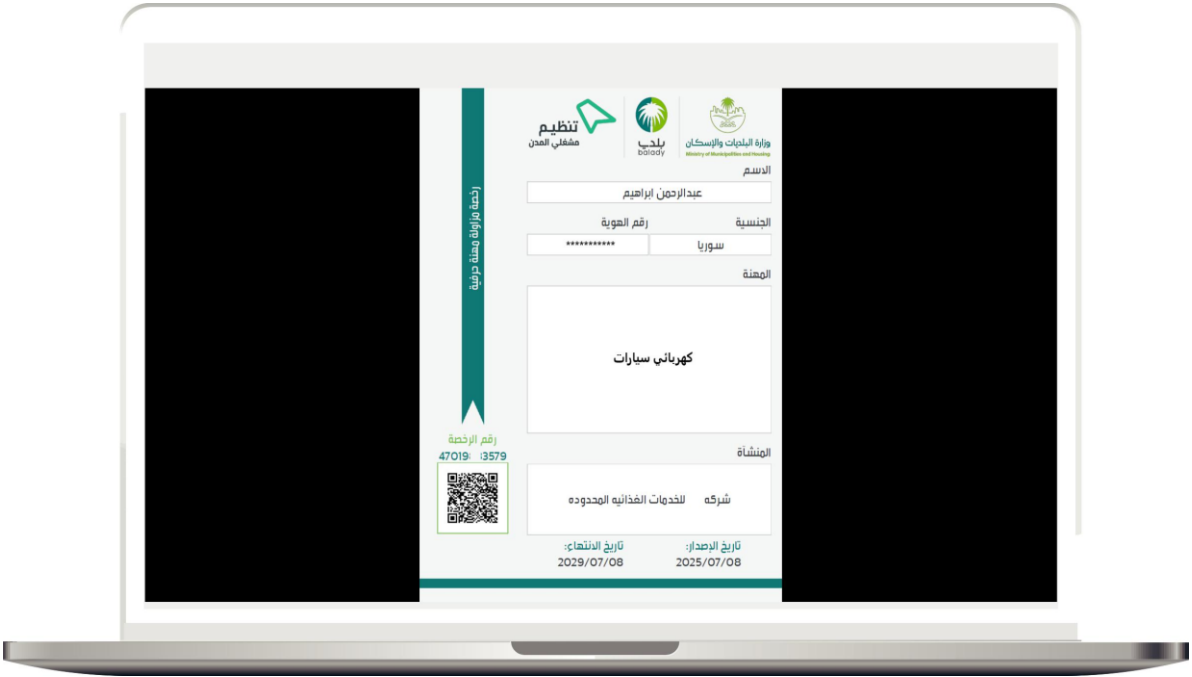 وزارة البلديات والإسكان
Ministry of Municipalities and Housing
بلدي
balady
تنظيم
مشغلي المدن
الاسم
عبدالرحمن ابراهيم
الجنسية
رقم الهوية
سوريا
***********
المهنة
كهربائي سيارات
المنشأة
شركه للخدمات الغذائيه المحدوده
تاريخ الإصدار:
2025/07/08
تاريخ الانتهاء:
2029/07/08
رخصة مزاولة مهنة حرفية
رقم الرخصة
47019 3579